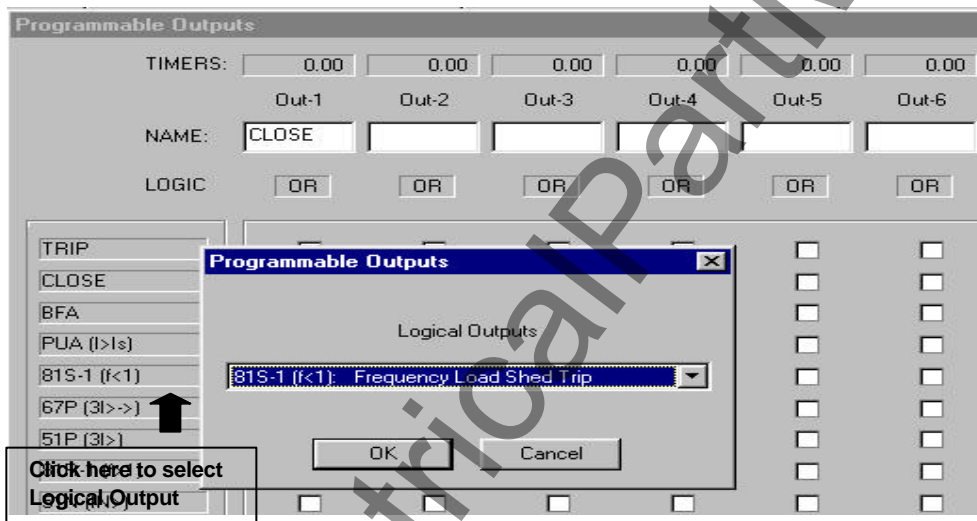 Programmable Outputs
TIMERS: 0.00 0.00 0.00 0.00 0.00 0.00
Out-1 Out-2 Out-3 Out-4 Out-5 Out-6
NAME: CLOSE
LOGIC OR OR OR OR OR OR
TRIP
CLOSE
BFA
PUA (I>Is)
81S-1 (f<1)
67P (3I>->)
51P (3I>)
Programmable Outputs
Logical Outputs
81S-1 (f<1): Frequency Load Shed Trip
OK Cancel
Click here to select
Logical Output